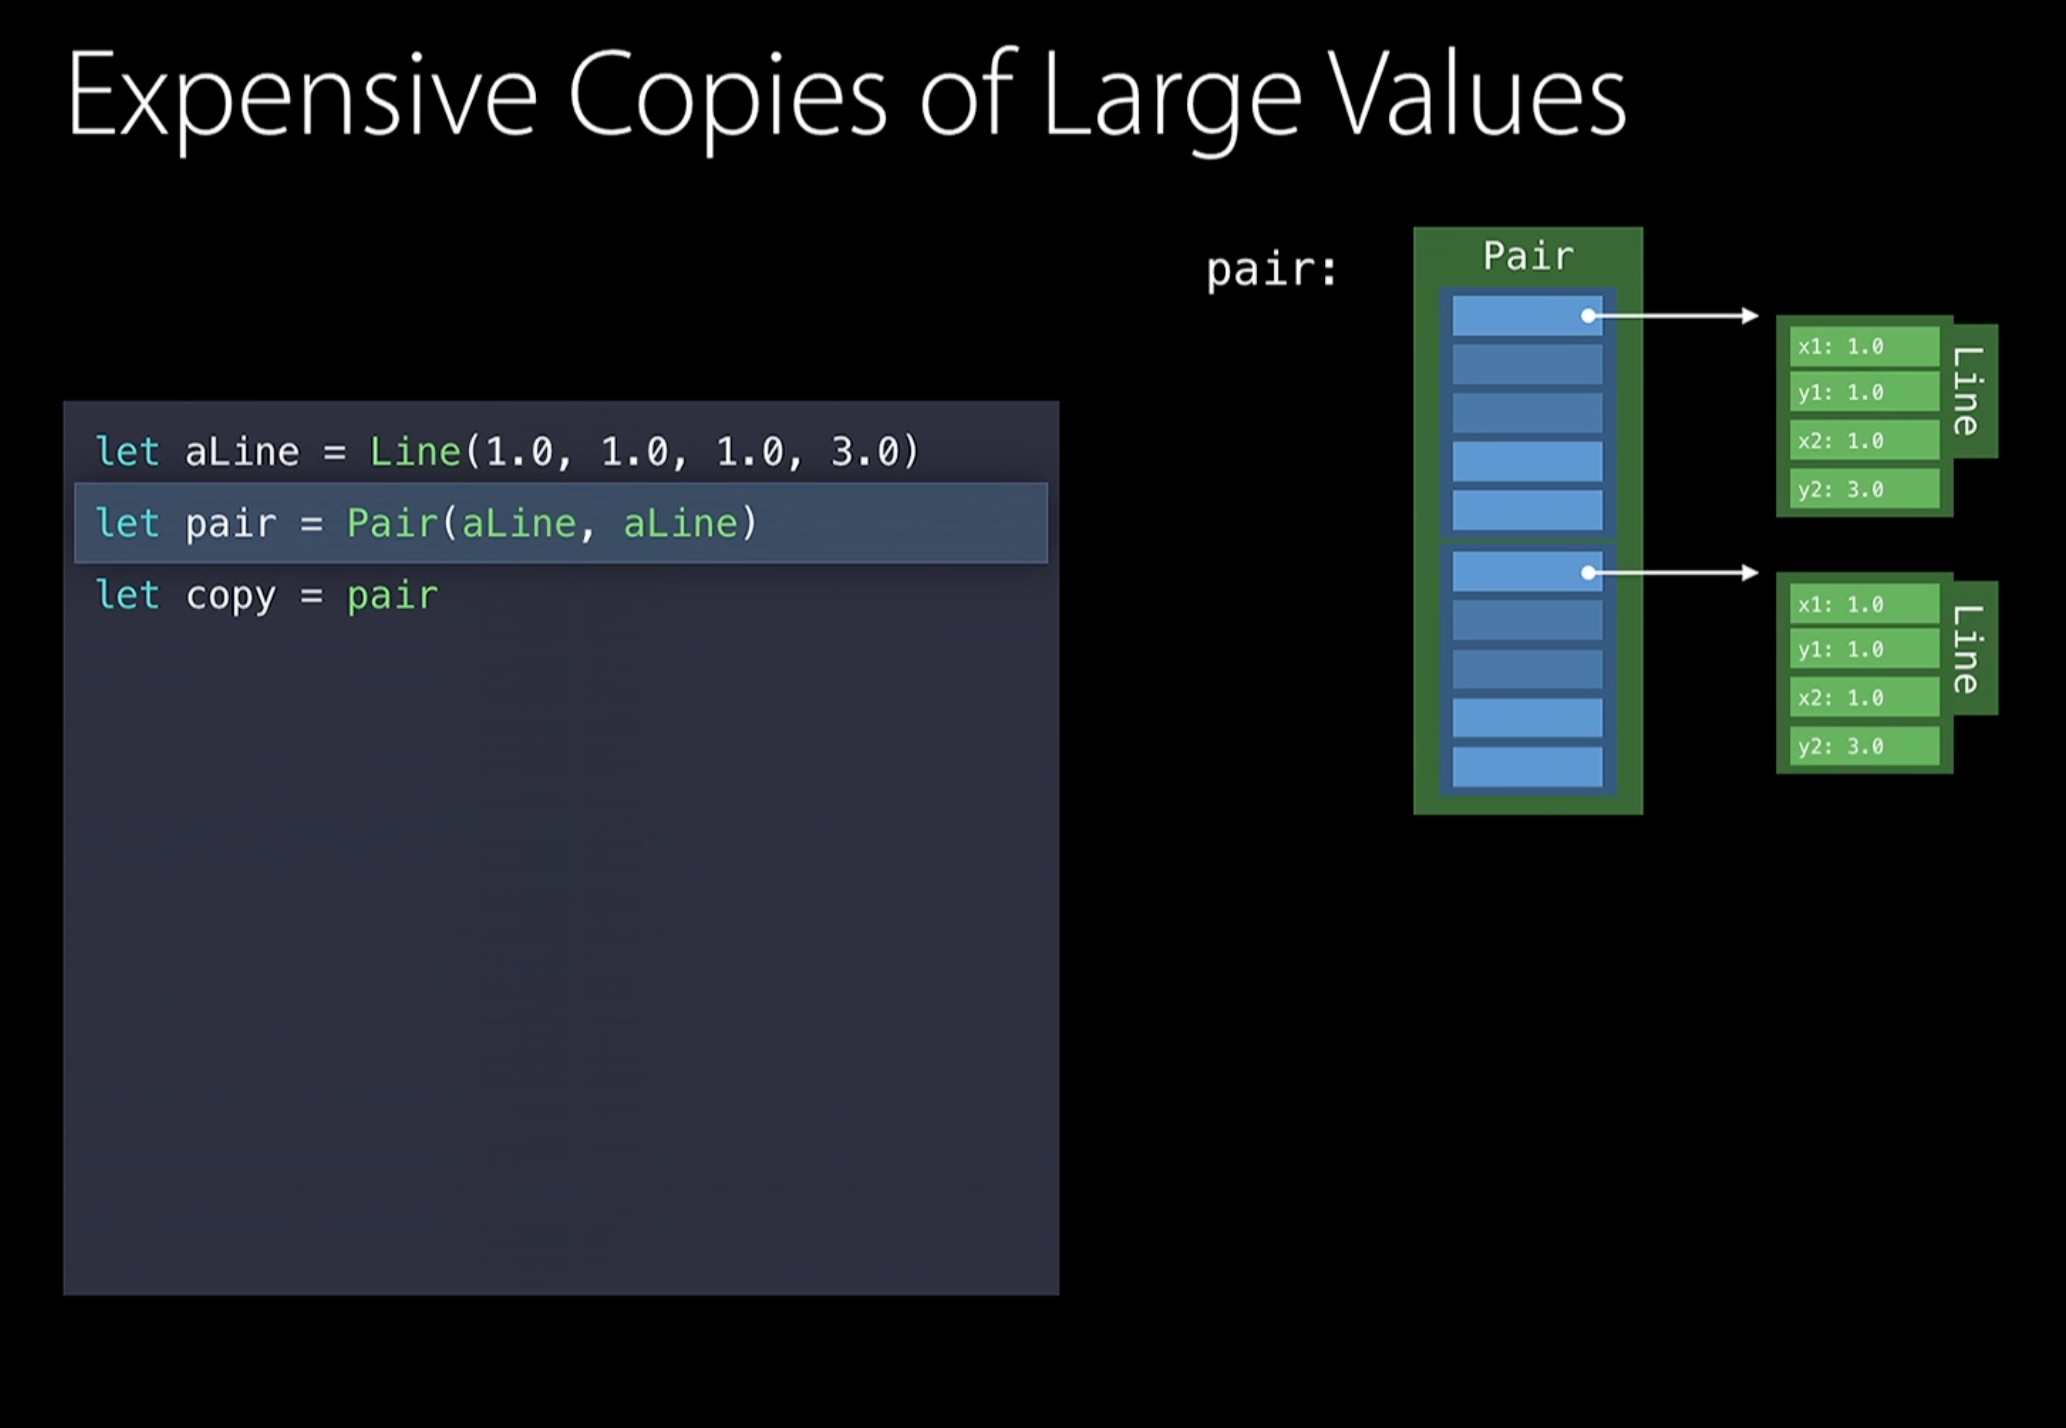 Expensive Copies of Large Values
let aLine = Line(1.0, 1.0, 1.0, 3.0)
let pair = Pair(aLine, aLine)
let copy = pair
pair:
Pair
x1: 1.0
y1: 1.0
x2: 1.0
y2: 3.0
Line
x1: 1.0
y1: 1.0
x2: 1.0
y2: 3.0
Line